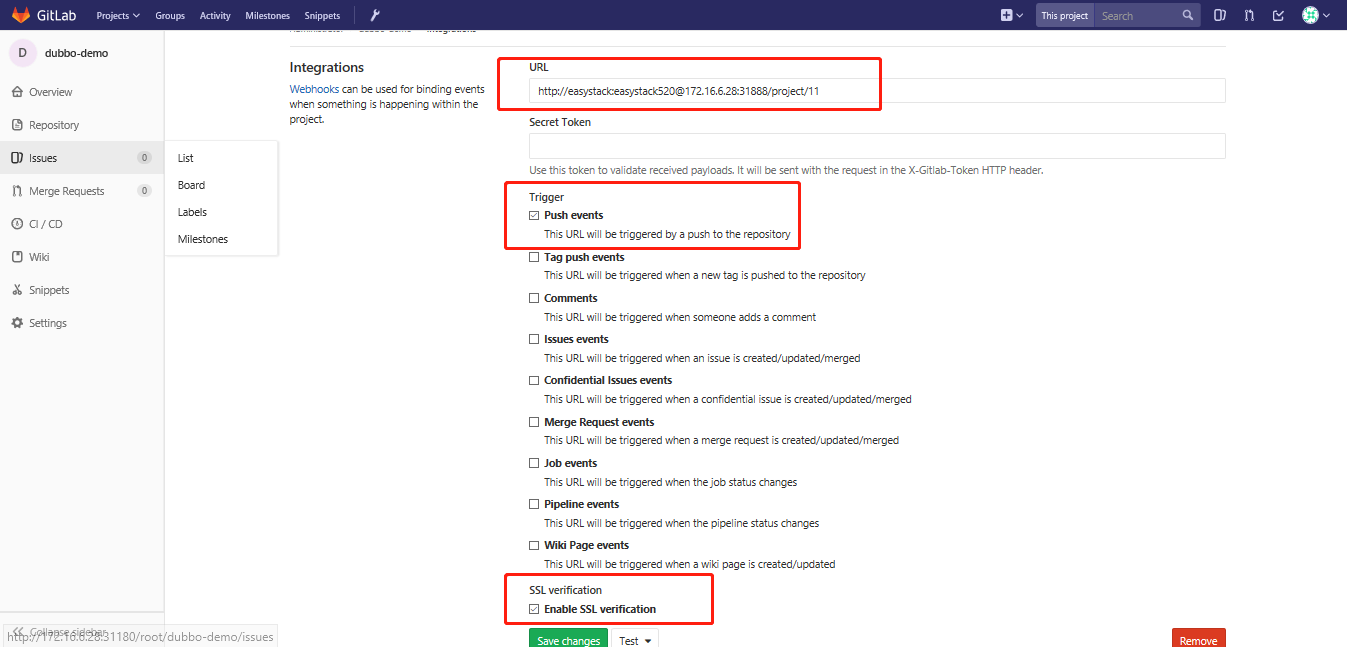 GitLab Projects Groups Activity Milestones Snippets This project Search
D dubbo-demo
Administrator dubbo-demo Integrations
Overview
Repository
Issues 0
Merge Requests 0
CI / CD
Wiki
Snippets
Settings
List
Board
Labels
Milestones
Integrations
Webhooks can be used for binding events
when something is happening within the
project.
URL
http://easystack:easystack520@172.16.6.28:31888/project/11
Secret Token
Use this token to validate received payloads. It will be sent with the request in the X-Gitlab-Token HTTP header.
Trigger
Push events
This URL will be triggered by a push to the repository
Tag push events
This URL will be triggered when a new tag is pushed to the repository
Comments
This URL will be triggered when someone adds a comment
Issues events
This URL will be triggered when an issue is created/updated/merged
Confidential Issues events
This URL will be triggered when a confidential issue is created/updated/merged
Merge Request events
This URL will be triggered when a merge request is created/updated/merged
Job events
This URL will be triggered when the job status changes
Pipeline events
This URL will be triggered when the pipeline status changes
Wiki Page events
This URL will be triggered when a wiki page is created/updated
SSL verification
Enable SSL verification
Save changes Test Remove
Collapse sidebar
http://172.16.6.28:31180/root/dubbo-demo/issues